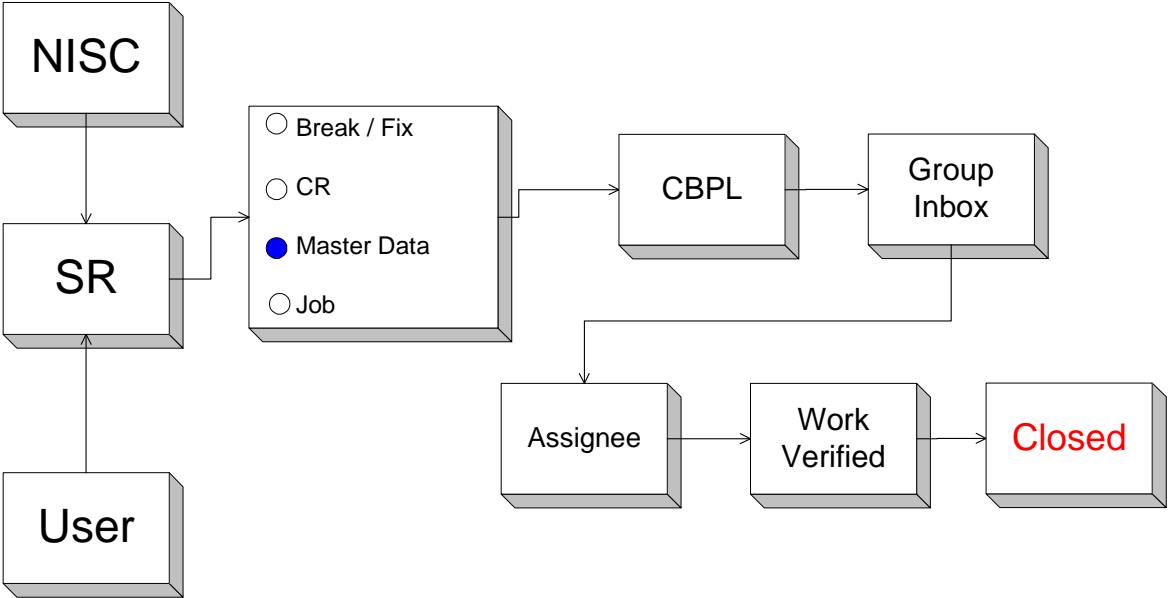 NISC
SR
User
Break / Fix
CR
Master Data
Job
CBPL
Group
Inbox
Assignee
Work
Verified
Closed